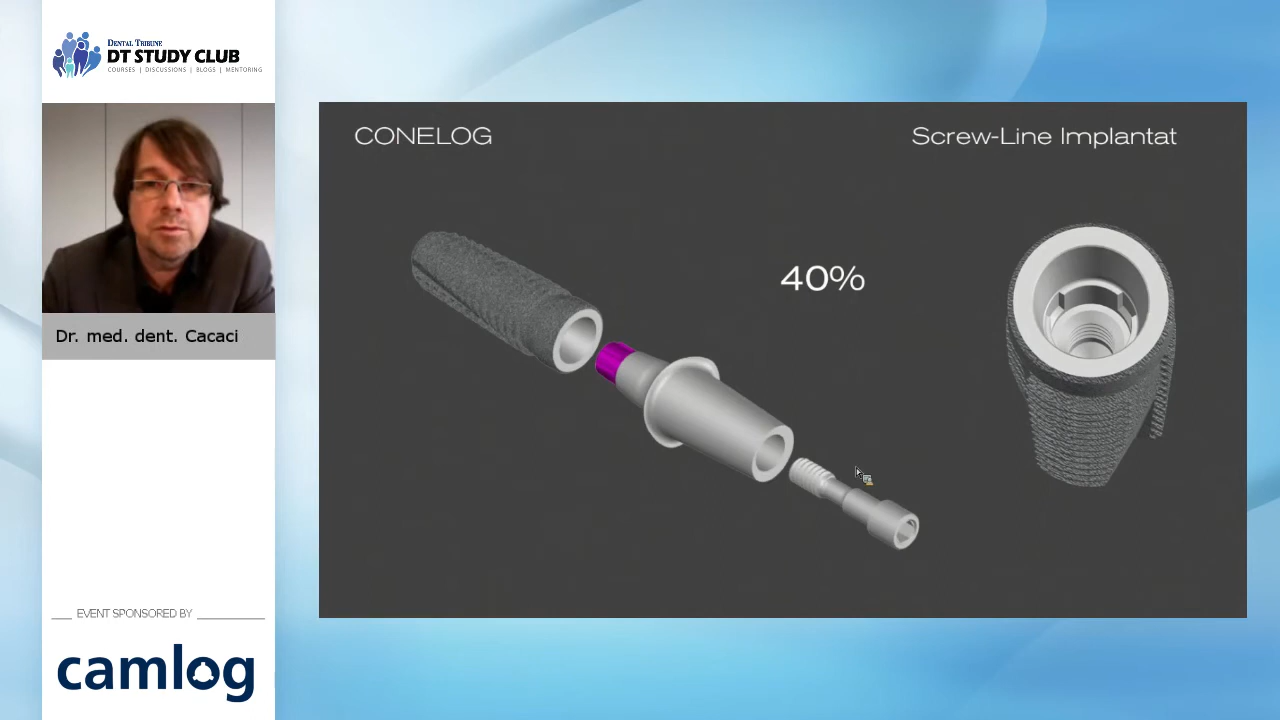 DENTAL TRIBUNE
DT STUDY CLUB
COURSES | DISCUSSIONS | BLOGS | MENTORING
Dr. med. dent. Cacaci
EVENT SPONSORED BY
camlog
CONELOG
Screw-Line Implantat
40%